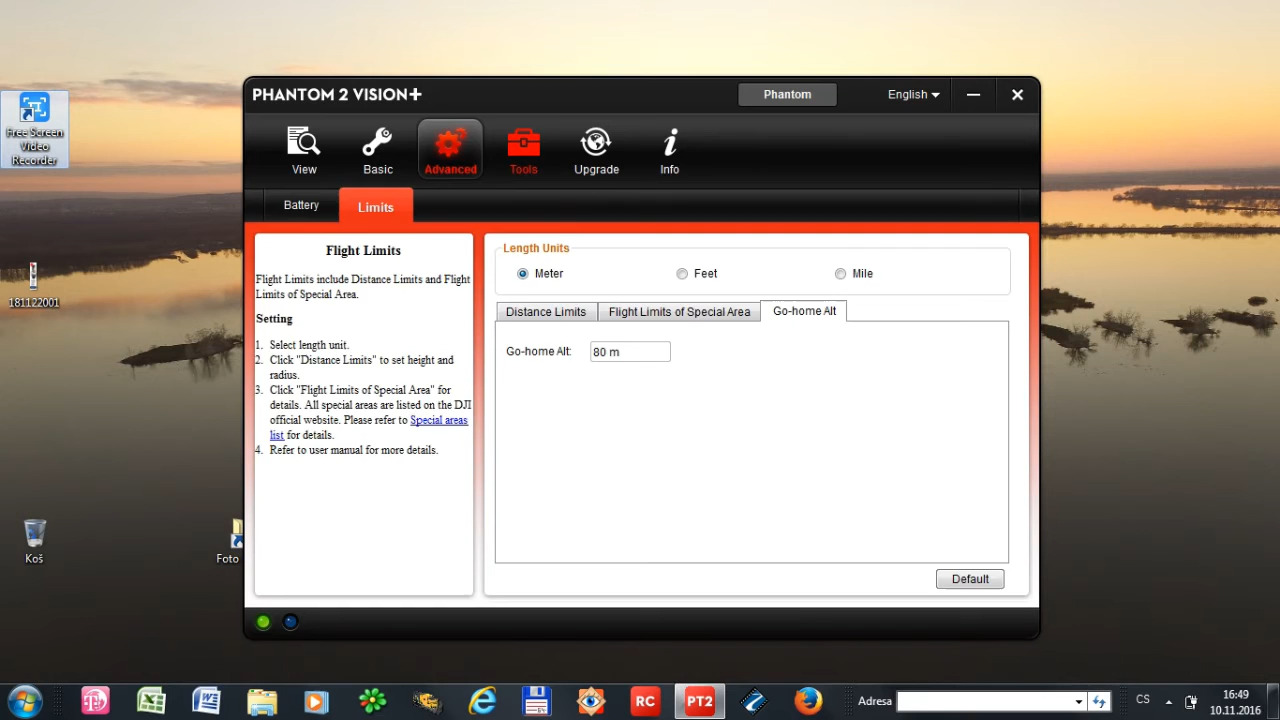 PHANTOM 2 VISION+
Phantom
English
View
Basic
Advanced
Tools
Upgrade
Info
Battery
Limits
Flight Limits
Flight Limits include Distance Limits and Flight
Limits of Special Area.
Setting
1. Select length unit.
2. Click "Distance Limits" to set height and
radius.
3. Click "Flight Limits of Special Area" for
details. All special areas are listed on the DJI
official website. Please refer to Special areas
list for details.
4. Refer to user manual for more details.
Length Units
Meter
Feet
Mile
Distance Limits
Flight Limits of Special Area
Go-home Alt
Go-home Alt:
80 m
Default
Free Screen
Video
Recorder
181122001
Koš
Foto
RC
PT2
Adresa
CS
16:49
10.11.2016